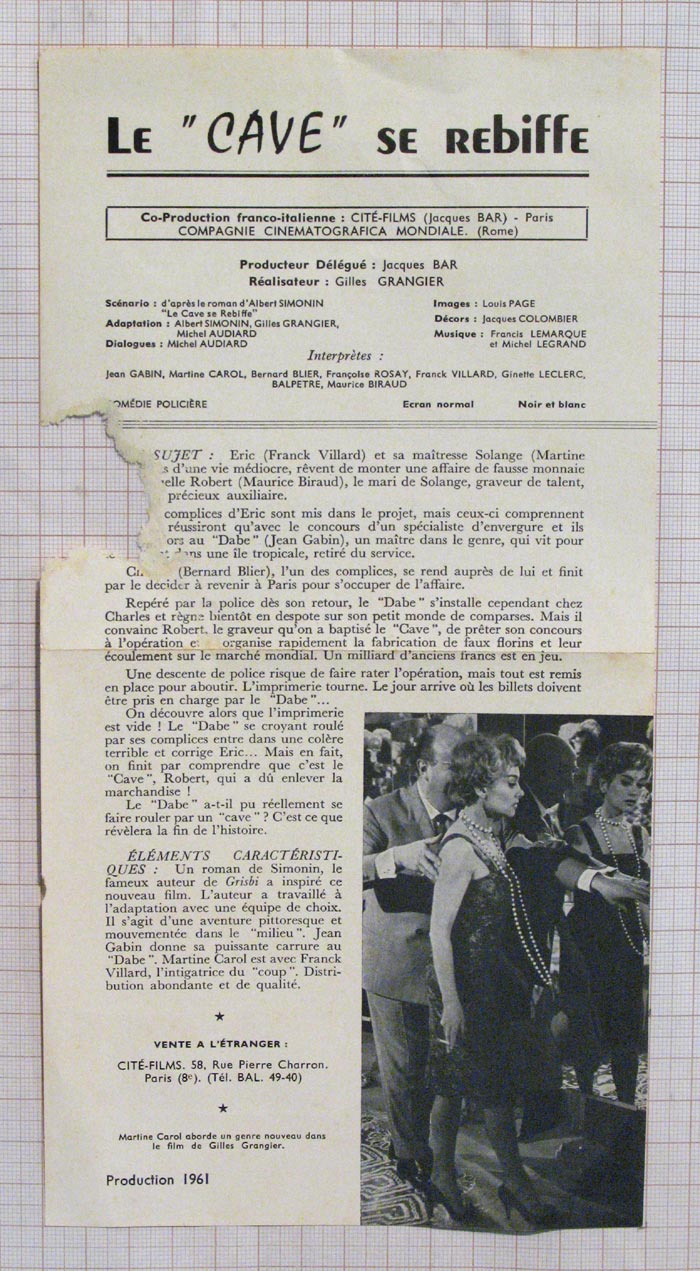 LE "CAVE" SE REBIFFE
Co-Production franco-italienne : CITÉ-FILMS (Jacques BAR) - Paris
COMPAGNIE CINEMATOGRAFICA MONDIALE. (Rome)
Producteur Délégué : Jacques BAR
Réalisateur : Gilles GRANGIER
Scénario : d'après le roman d'Albert SIMONIN
"Le Cave se Rebiffe"
Adaptation : Albert SIMONIN, Gilles GRANGIER,
Michel AUDIARD
Dialogues : Michel AUDIARD
Images : Louis PAGE
Décors : Jacques COLOMBIER
Musique : Francis LEMARQUE
et Michel LEGRAND
Interprètes :
Jean GABIN, Martine CAROL, Bernard BLIER, Françoise ROSAY, Franck VILLARD, Ginette LECLERC,
BALPETRE, Maurice BIRAUD
OMÉDIE POLICIÈRE Ecran normal Noir et blanc
SUJET : Eric (Franck Villard) et sa maîtresse Solange (Martine
s d'une vie médiocre, rêvent de monter une affaire de fausse monnaie
elle Robert (Maurice Biraud), le mari de Solange, graveur de talent,
précieux auxiliaire.
complices d'Eric sont mis dans le projet, mais ceux-ci comprennent
réussiront qu'avec le concours d'un spécialiste d'envergure et ils
ors au "Dabe" (Jean Gabin), un maître dans le genre, qui vit pour
dans une île tropicale, retiré du service.
(Bernard Blier), l'un des complices, se rend auprès de lui et finit
par le décider à revenir à Paris pour s'occuper de l'affaire.
Repéré par la police dès son retour, le "Dabe" s'installe cependant chez
Charles et règne bientôt en despote sur son petit monde de comparses. Mais il
convainc Robert, le graveur qu'on a baptisé le "Cave", de prêter son concours
à l'opération e organise rapidement la fabrication de faux florins et leur
écoulement sur le marché mondial. Un milliard d'anciens francs est en jeu.
Une descente de police risque de faire rater l'opération, mais tout est remis
en place pour aboutir. L'imprimerie tourne. Le jour arrive où les billets doivent
être pris en charge par le "Dabe"...
On découvre alors que l'imprimerie
est vide ! Le "Dabe" se croyant roulé
par ses complices entre dans une colère
terrible et corrige Eric... Mais en fait,
on finit par comprendre que c'est le
"Cave", Robert, qui a dû enlever la
marchandise !
Le "Dabe" a-t-il pu réellement se
faire rouler par un "cave" ? C'est ce que
révèlera la fin de l'histoire.
ÉLÉMENTS CARACTÉRISTI-
QUES : Un roman de Simonin, le
fameux auteur de Grisbi a inspiré ce
nouveau film. L'auteur a travaillé à
l'adaptation avec une équipe de choix.
Il s'agit d'une aventure pittoresque et
mouvementée dans le "milieu". Jean
Gabin donne sa puissante carrure au
"Dabe". Martine Carol est avec Franck
Villard, l'intigatrice du "coup". Distri-
bution abondante et de qualité.
VENTE A L'ÉTRANGER :
CITÉ-FILMS. 58, Rue Pierre Charron.
Paris (8e). (Tél. BAL. 49-40)
Martine Carol aborde un genre nouveau dans
le film de Gilles Grangier.
Production 1961